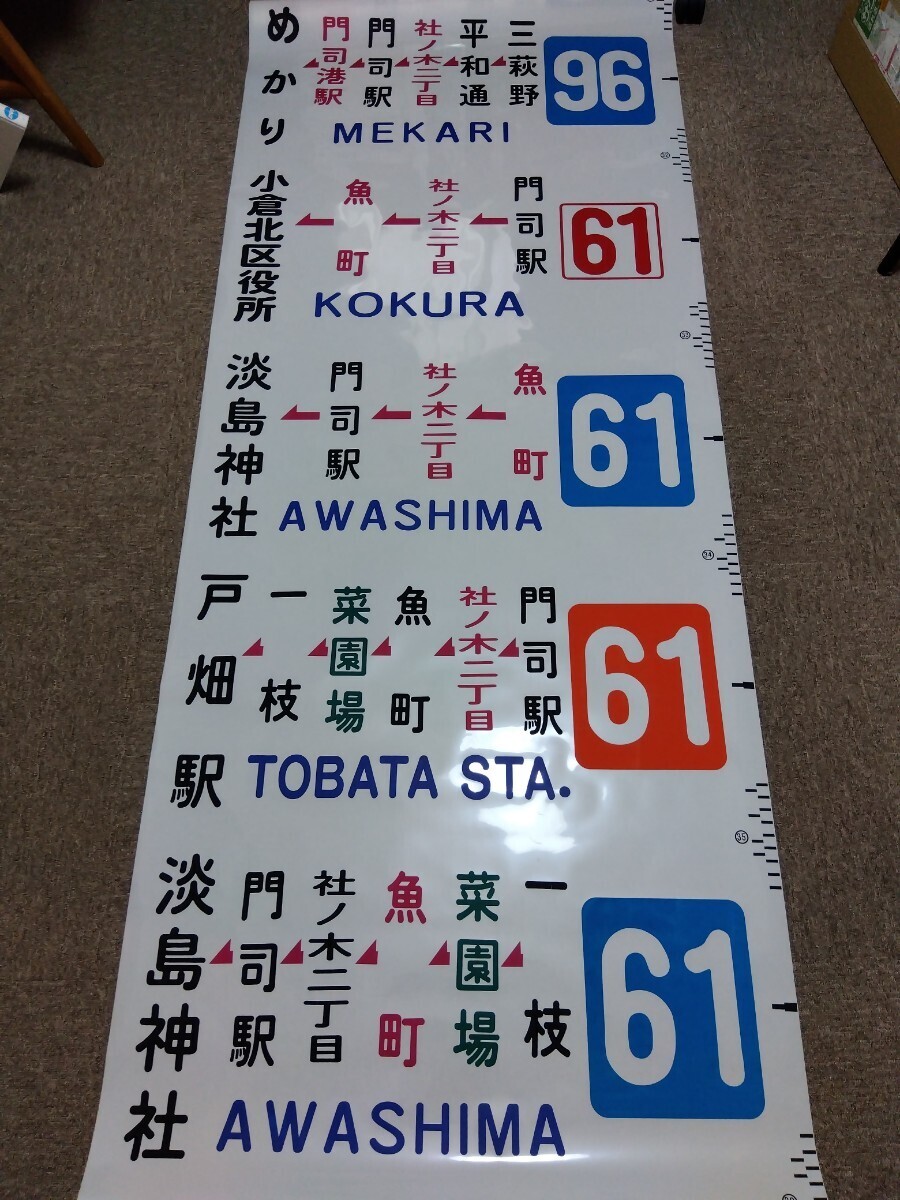 めかり
門司港駅
門司駅
社ノ木二丁目
平和通
三萩野
96
MEKARI
小倉北区役所
魚町
社ノ木二丁目
門司駅
61
KOKURA
淡島神社
門司駅
社ノ木二丁目
魚町
61
AWASHIMA
戸畑駅
一枝
菜園場
魚町
社ノ木二丁目
門司駅
61
TOBATA STA.
淡島神社
門司駅
社ノ木二丁目
魚町
菜園場
一枝
61
AWASHIMA
34
35